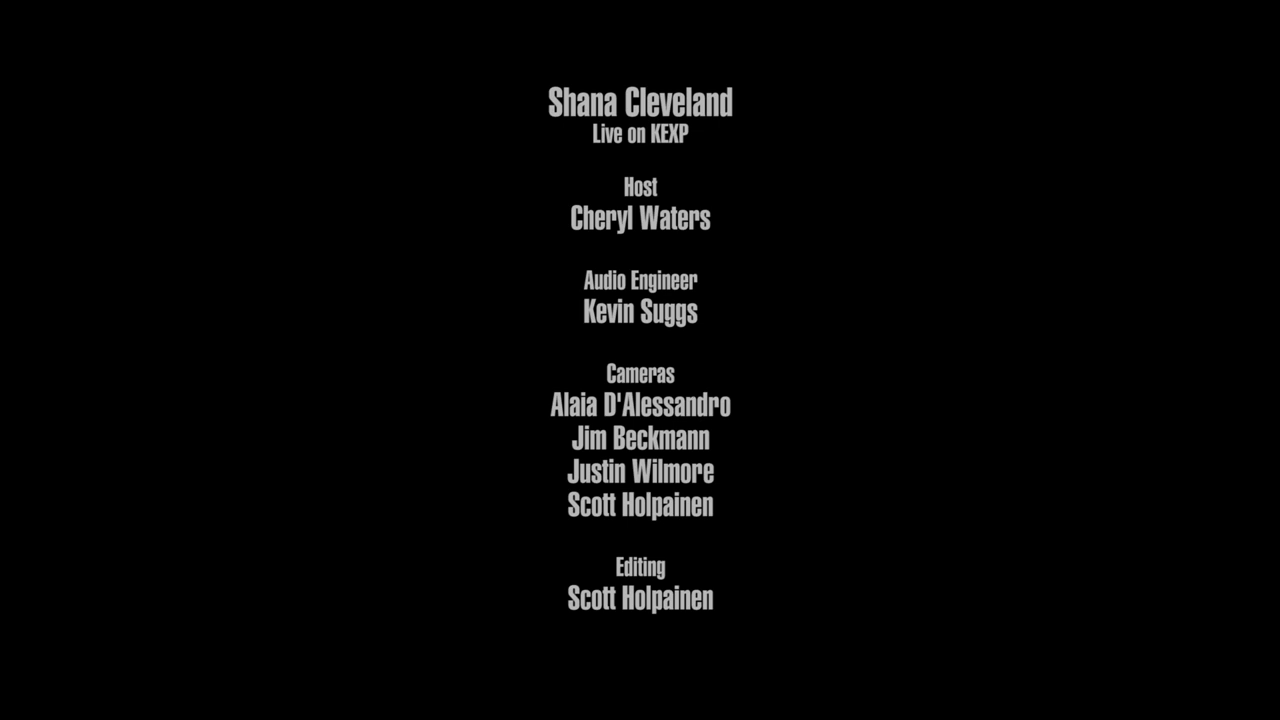 Shana Cleveland
Live on KEXP
Host
Cheryl Waters
Audio Engineer
Kevin Suggs
Cameras
Alaia D'Alessandro
Jim Beckmann
Justin Wilmore
Scott Holpainen
Editing
Scott Holpainen